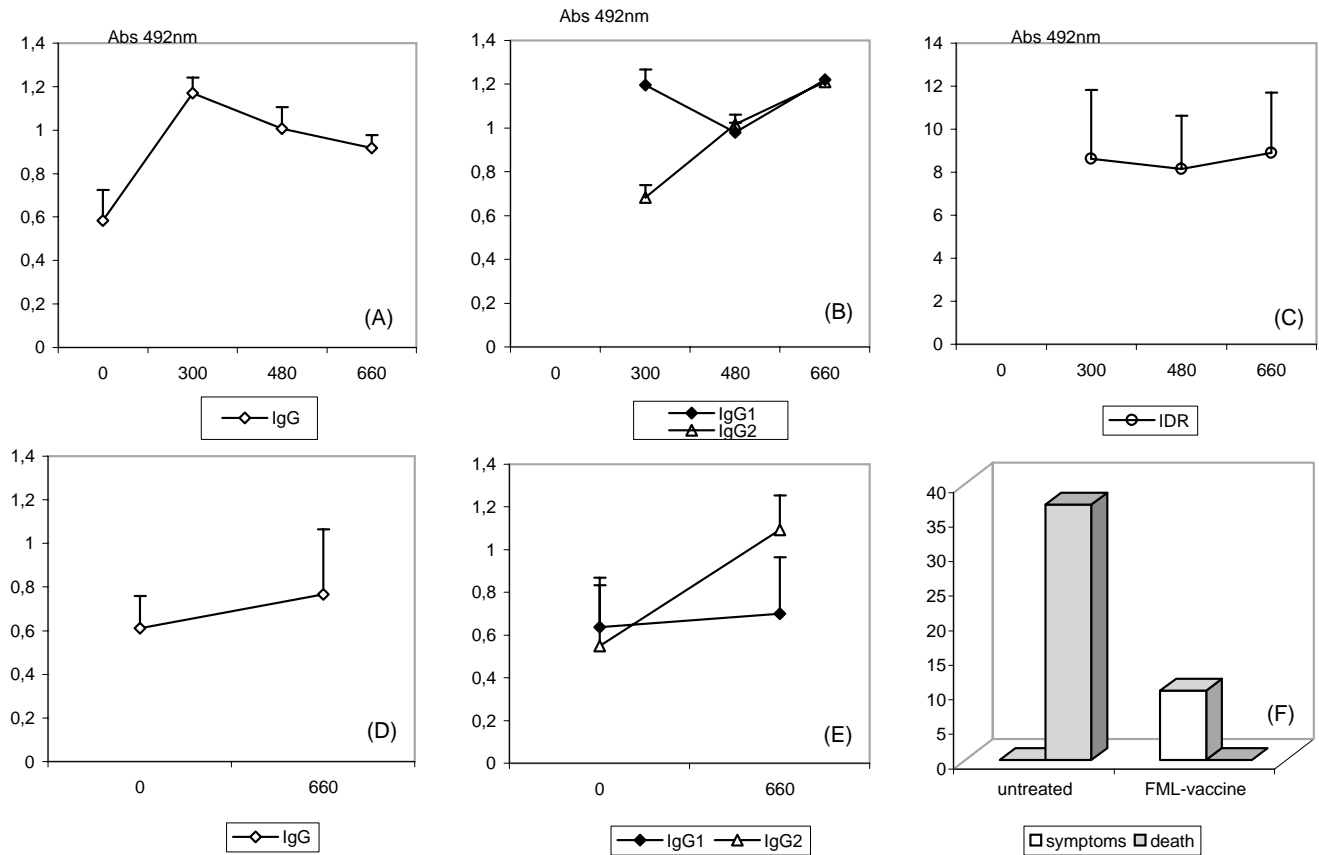 Abs 492nm
1,4
1,2
1
0,8
0,6
0,4
0,2
0
0 300 480 660
(A)
IgG
Abs 492nm
1,4
1,2
1
0,8
0,6
0,4
0,2
0
0 300 480 660
(B)
IgG1
IgG2
Abs 492nm
14
12
10
8
6
4
2
0
0 300 480 660
(C)
IDR
1,4
1,2
1
0,8
0,6
0,4
0,2
0
0 660
(D)
IgG
1,4
1,2
1
0,8
0,6
0,4
0,2
0
0 660
(E)
IgG1 IgG2
40
35
30
25
20
15
10
5
0
untreated FML-vaccine
(F)
symptoms death